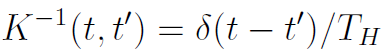 K^{-1}(t, t') = δ(t − t')/T_H